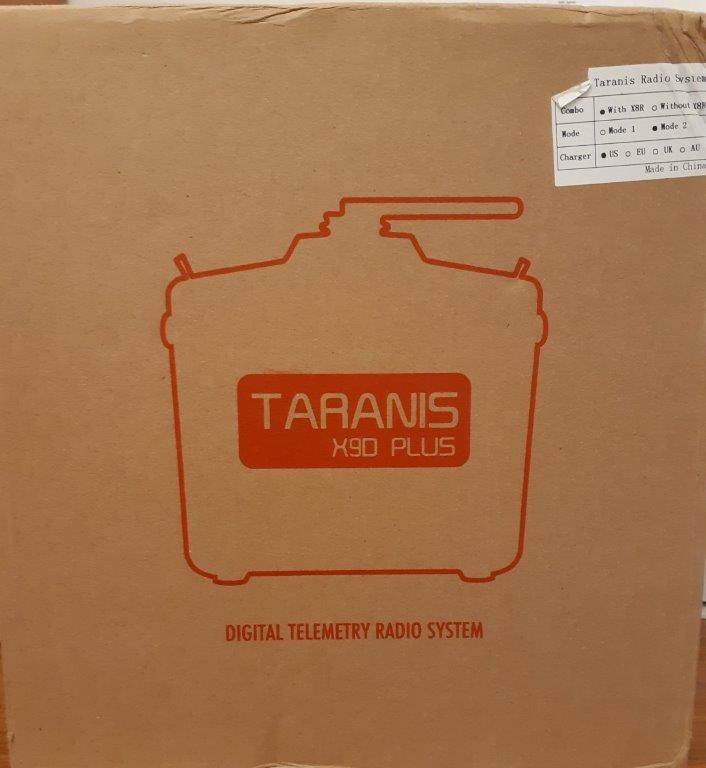 Taranis Radio System
Combo ● With X8R ○ Without X8R
Mode ○ Mode 1 ● Mode 2
Charger ● US ○ EU ○ UK ○ AU
Made in China
TARANIS
X9D PLUS
DIGITAL TELEMETRY RADIO SYSTEM